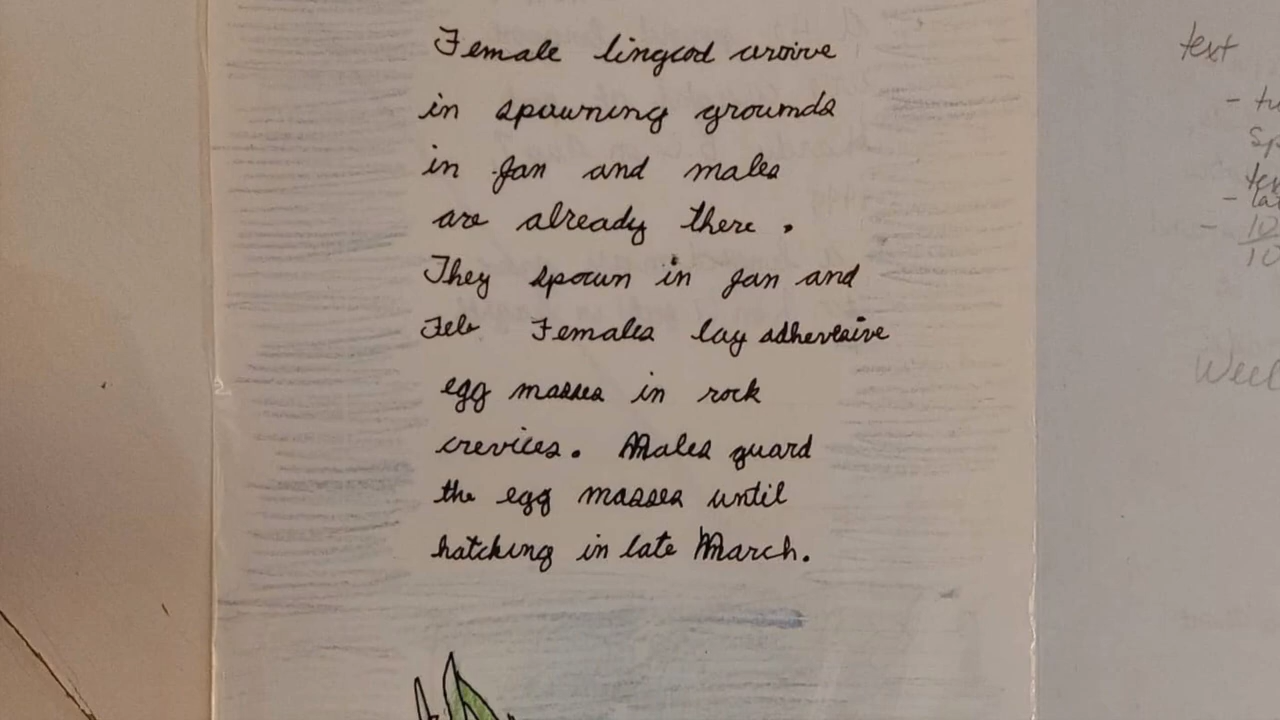 Female lingcod arrive
in spawning grounds
in Jan and males
are already there.
They spawn in Jan and
Feb Females lay adhevesive
egg masses in rock
crevices. Males guard
the egg masses until
hatching in late March.
text